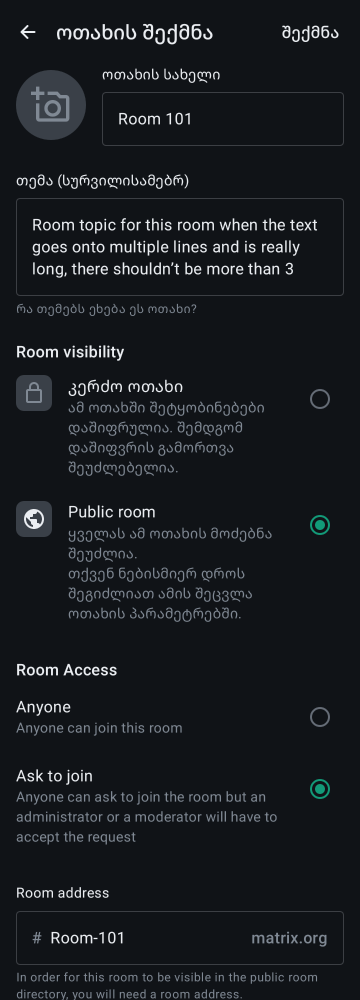 ოთახის შექმნა
შექმნა
ოთახის სახელი
Room 101
თემა (სურვილისამებრ)
Room topic for this room when the text
goes onto multiple lines and is really
long, there shouldn’t be more than 3
რა თემებს ეხება ეს ოთახი?
Room visibility
კერძო ოთახი
ამ ოთახში შეტყობინებები
დაშიფრულია. შემდგომ
დაშიფვრის გამორთვა
შეუძლებელია.
Public room
ყველას ამ ოთახის მოძებნა
შეუძლია.
თქვენ ნებისმიერ დროს
შეგიძლიათ ამის შეცვლა
ოთახის პარამეტრებში.
Room Access
Anyone
Anyone can join this room
Ask to join
Anyone can ask to join the room but an
administrator or a moderator will have to
accept the request
Room address
# Room-101 matrix.org
In order for this room to be visible in the public room
directory, you will need a room address.